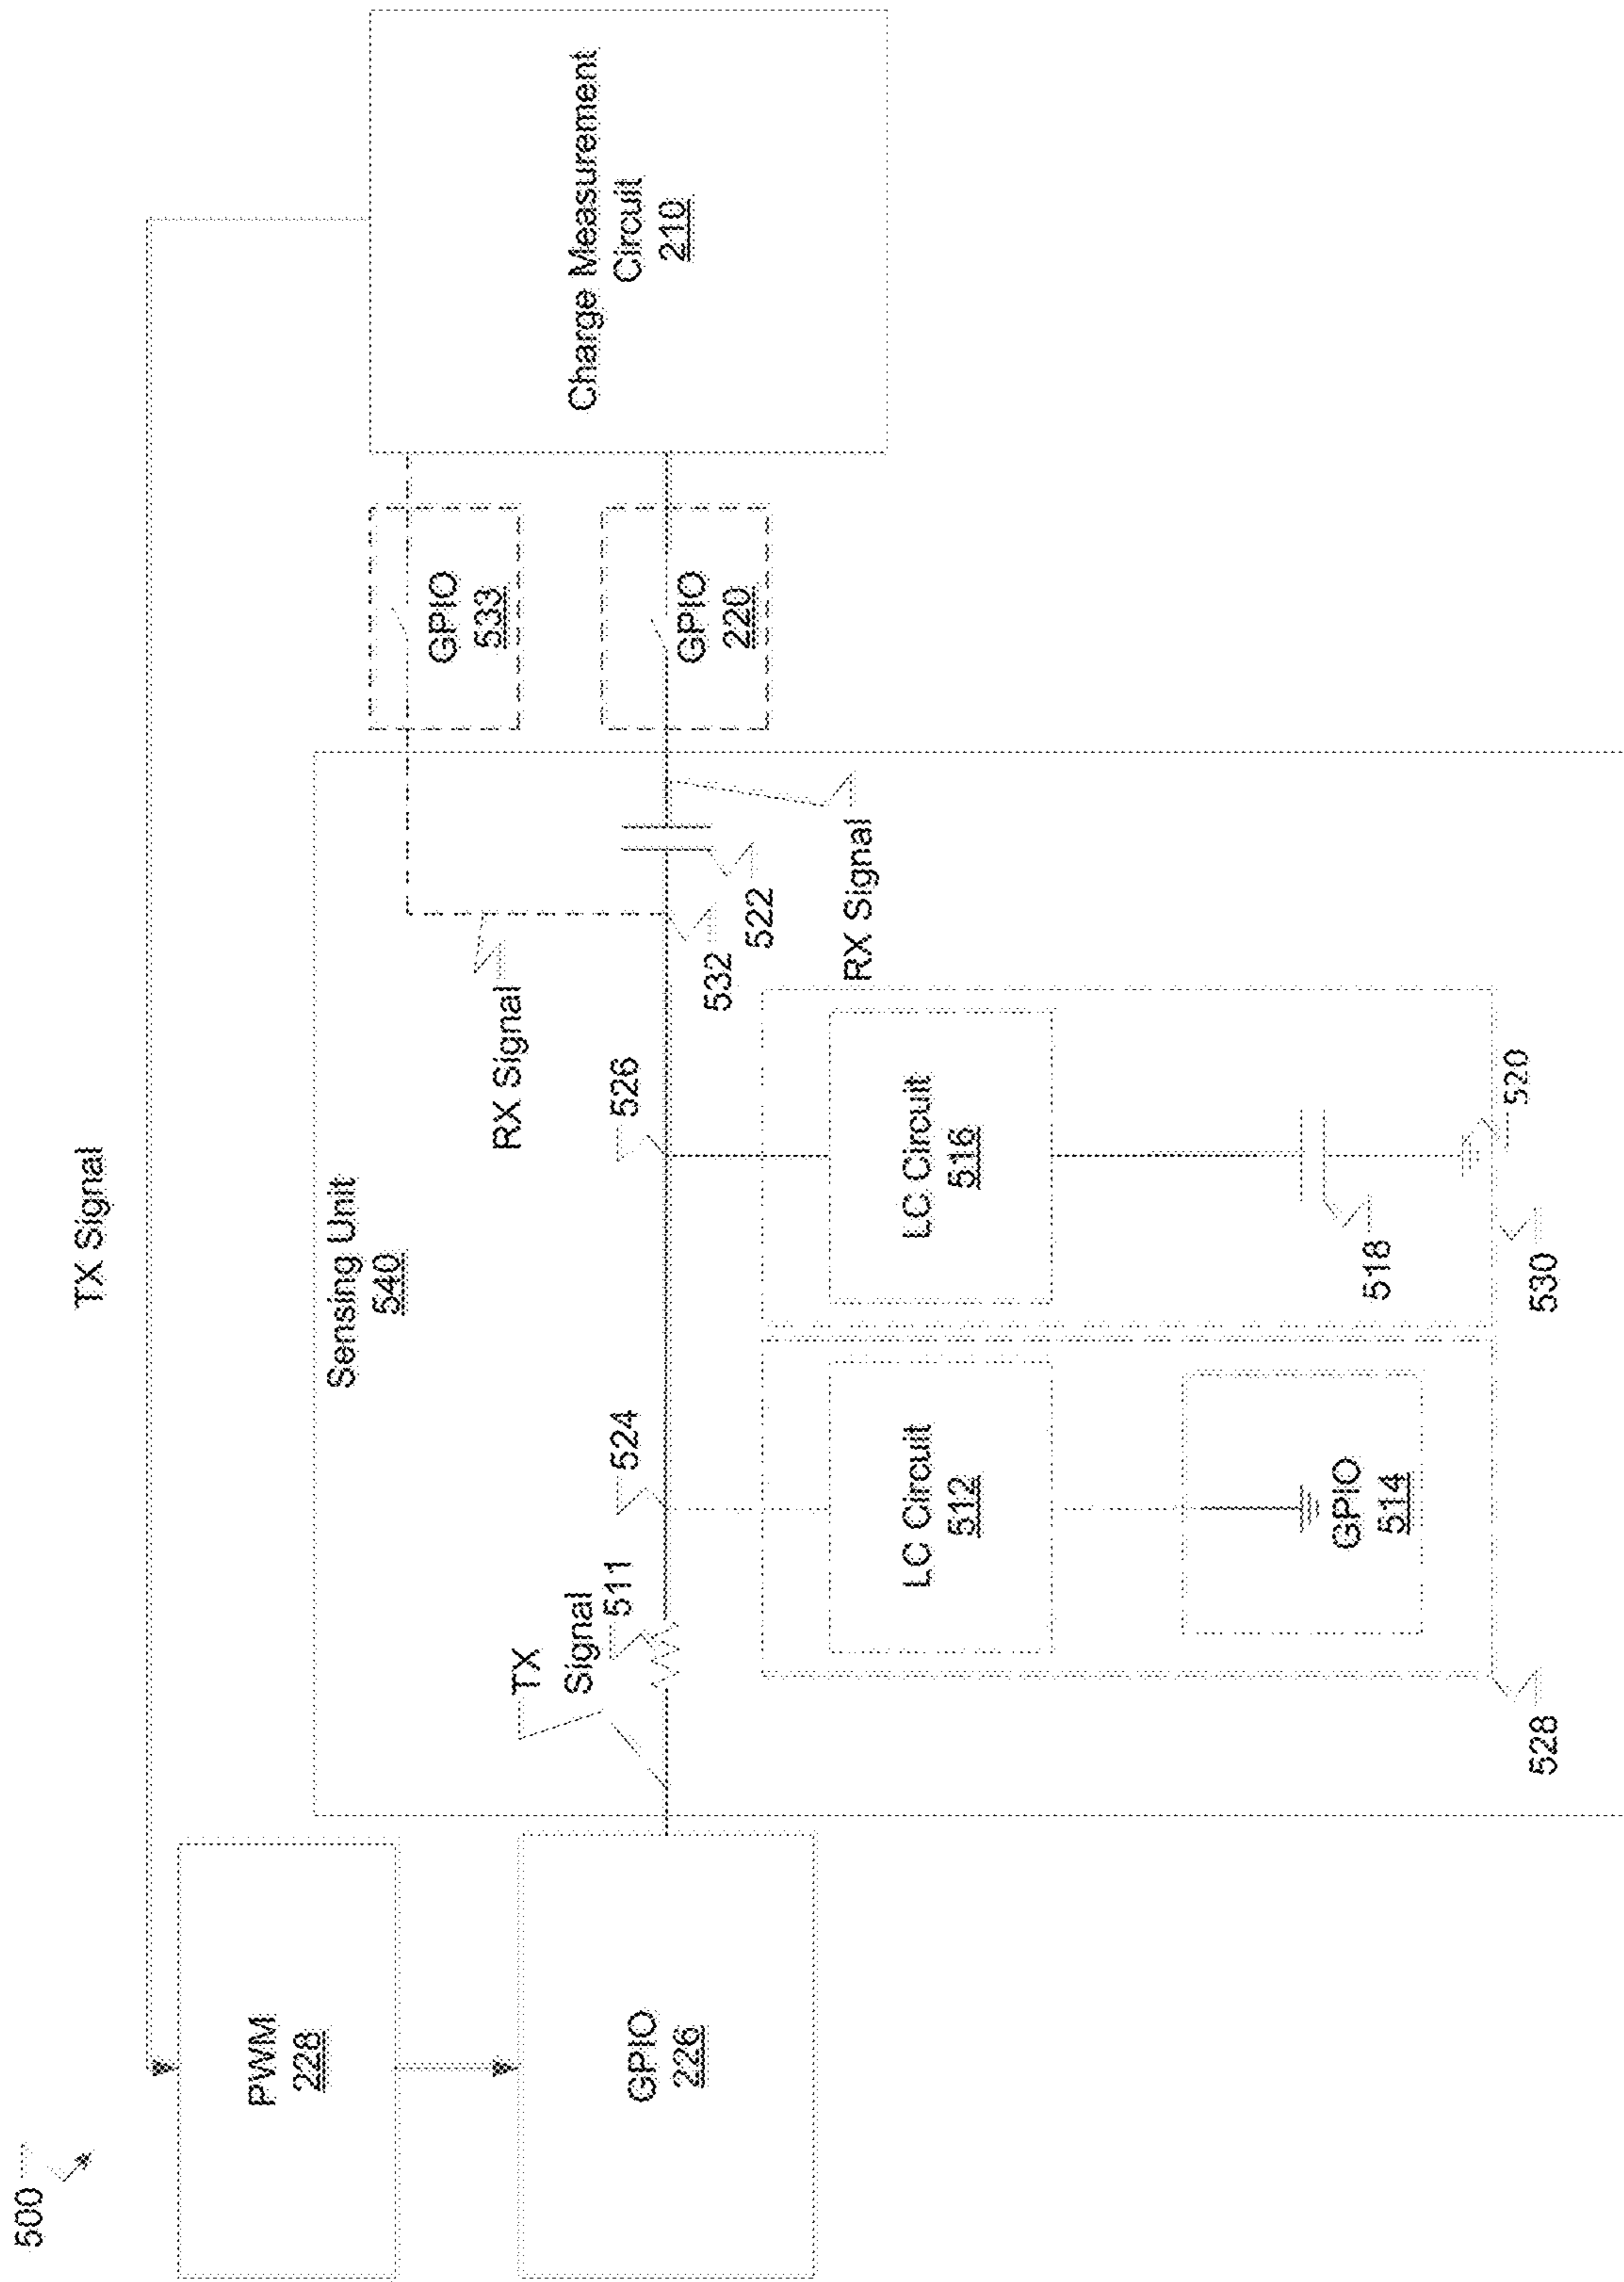 500
TX Signal
PWM
228
GPIO
226
Sensing Unit
540
TX
Signal
511
524
526
RX Signal
532
522
RX Signal
LC Circuit
512
GPIO
514
528
LC Circuit
516
518
520
530
GPIO
533
GPIO
220
Charge Measurement
Circuit
210